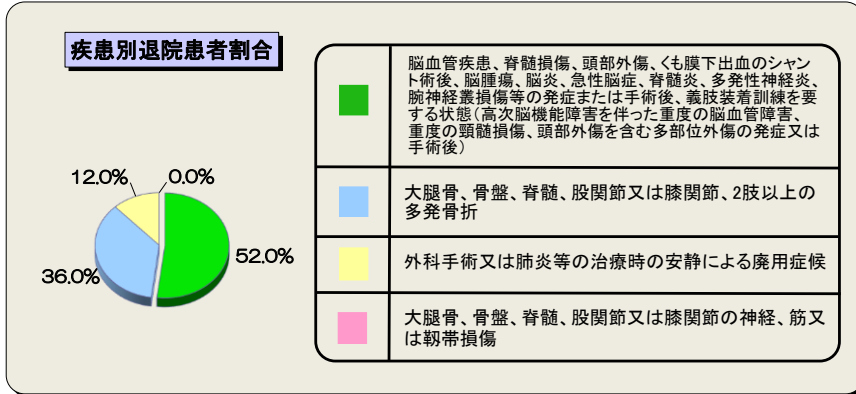 疾患別退院患者割合
脳血管疾患、脊髄損傷、頭部外傷、くも膜下出血のシャン
ト術後、脳腫瘍、脳炎、急性脳症、脊髄炎、多発性神経炎、
腕神経叢損傷等の発症または手術後、義肢装着訓練を要
する状態(高次脳機能障害を伴った重度の脳血管障害、
重度の頸髄損傷、頭部外傷を含む多部位外傷の発症又は
手術後)
12.0%
0.0%
52.0%
36.0%
大腿骨、骨盤、脊髄、股関節又は膝関節、2肢以上の
多発骨折
外科手術又は肺炎等の治療時の安静による廃用症候
大腿骨、骨盤、脊髄、股関節又は膝関節の神経、筋又
は靱帯損傷